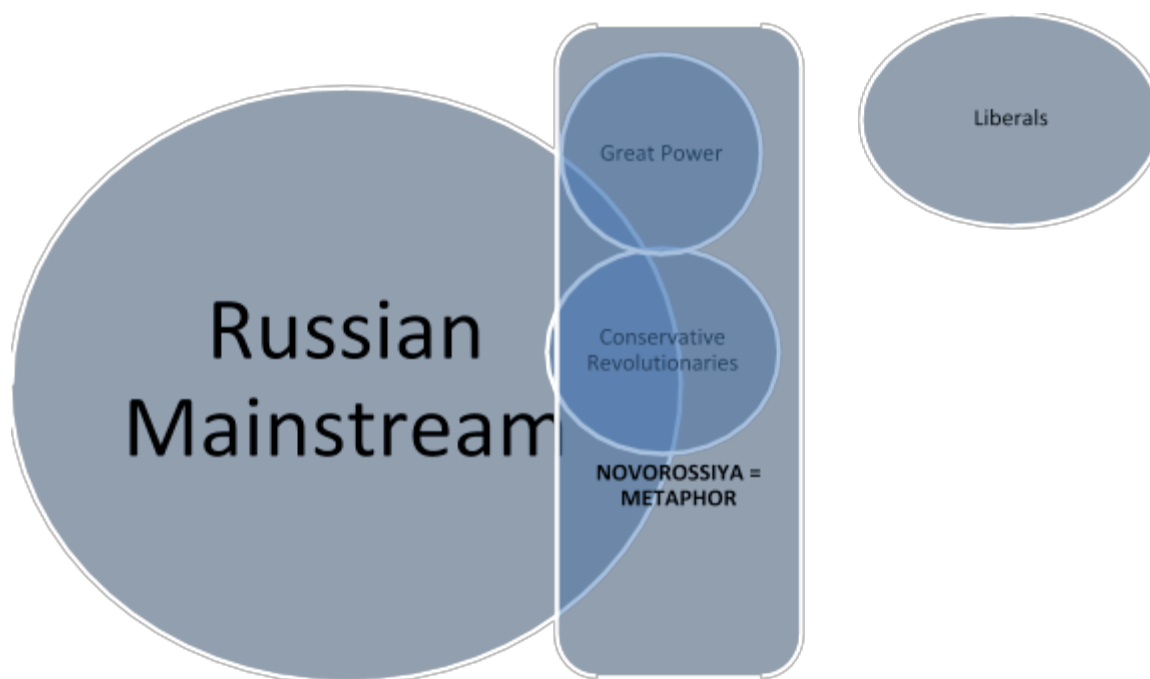 Great Power
Liberals
Russian
Mainstream
Conservative
Revolutionaries
NOVOROSSIYA =
METAPHOR